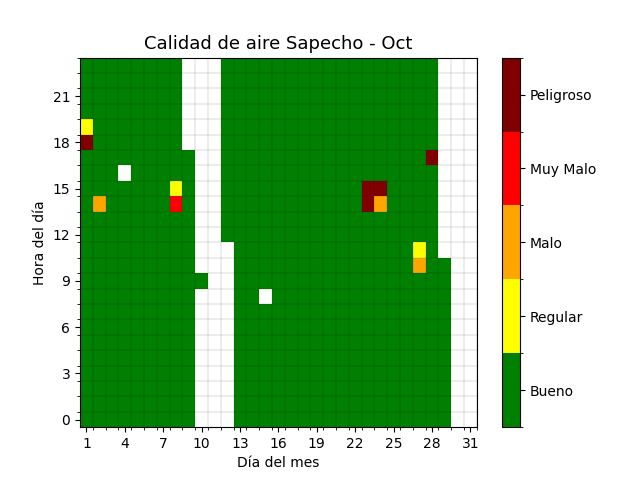 Calidad de aire Sapecho - Oct
21
18
15
12
9
6
3
0
Hora del día
1 4 7 10 13 16 19 22 25 28 31
Día del mes
Peligroso
Muy Malo
Malo
Regular
Bueno